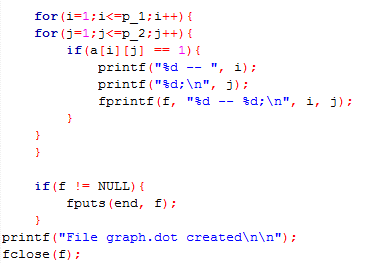 for(i=1;i<=p_1;i++){
for(j=1;j<=p_2;j++){
if(a[i][j] == 1){
printf("%d -- ", i);
printf("%d;\n", j);
fprintf(f, "%d -- %d;\n", i, j);
}
}
}
if(f != NULL){
fputs(end, f);
}
printf("File graph.dot created\n\n");
fclose(f);